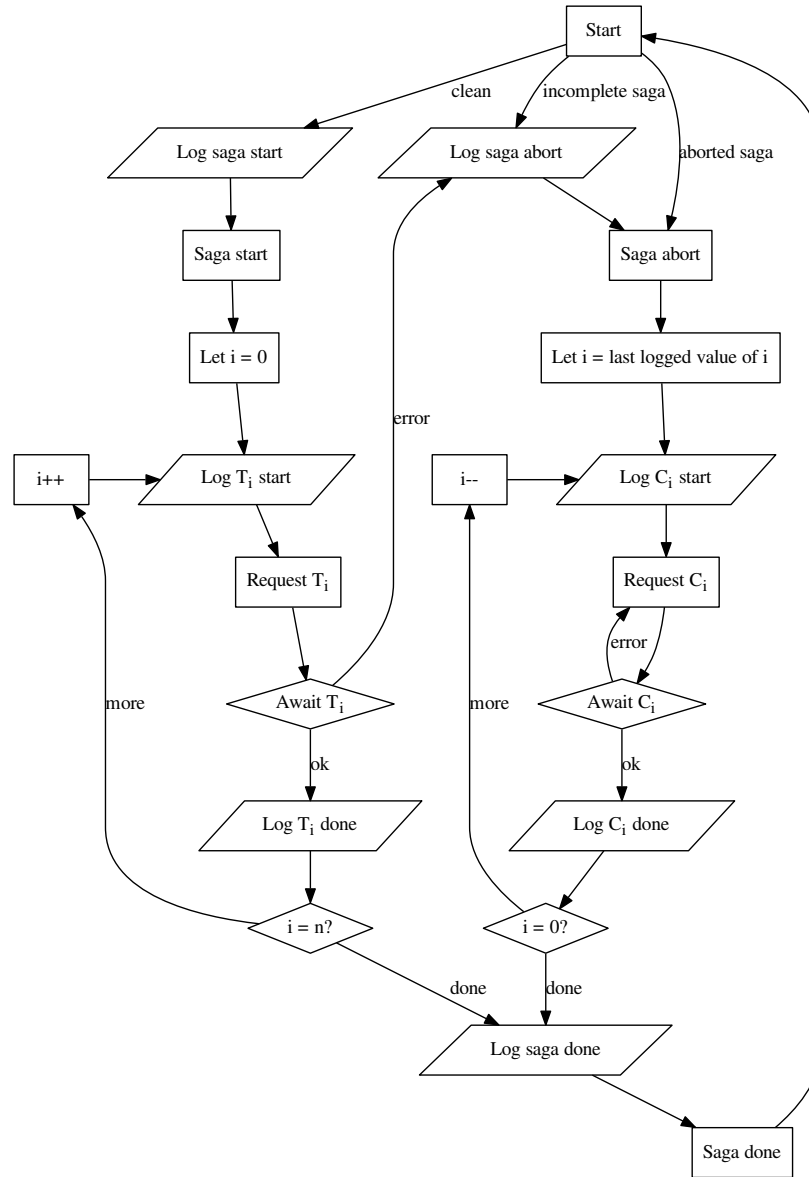 Start
clean
incomplete saga
aborted saga
Log saga start
Log saga abort
Saga start
Saga abort
Let i = 0
Let i = last logged value of i
error
i++
Log Tᵢ start
i--
Log Cᵢ start
Request Tᵢ
Request Cᵢ
error
more
Await Tᵢ
more
Await Cᵢ
ok
ok
Log Tᵢ done
Log Cᵢ done
i = n?
i = 0?
done
done
Log saga done
Saga done